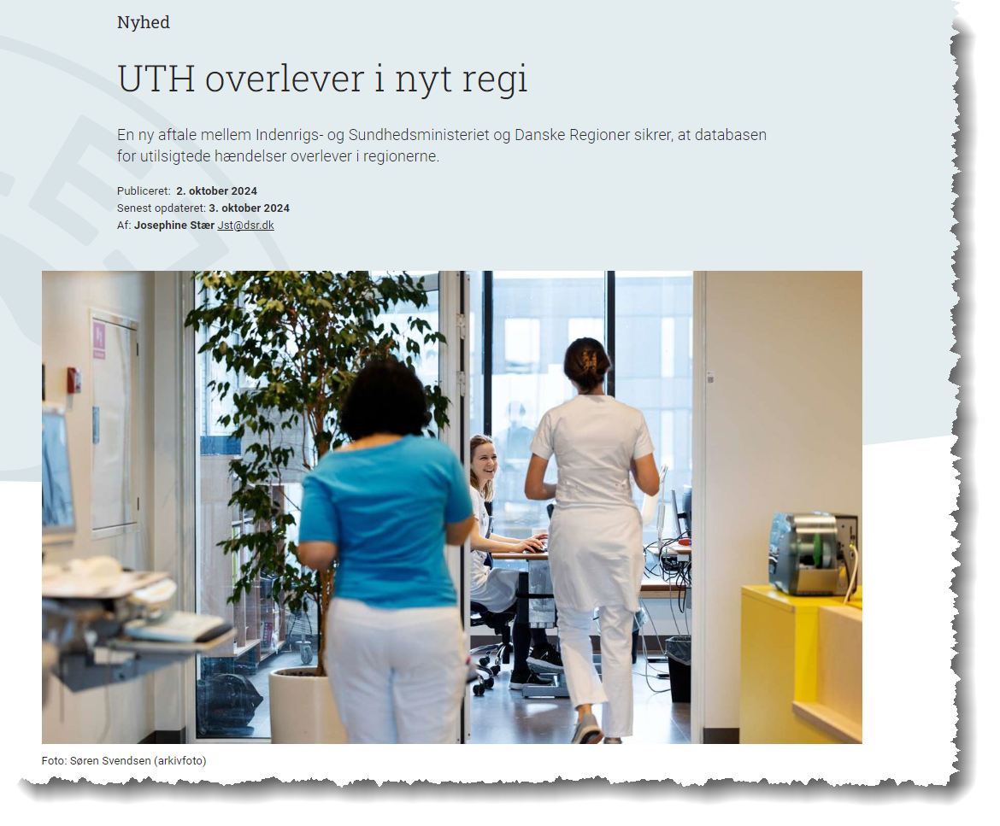 Nyhed
UTH overlever i nyt regi
En ny aftale mellem Indenrigs- og Sundhedsministeriet og Danske Regioner sikrer, at databasen
for utilsigtede hændelser overlever i regionerne.
Publiceret: 2. oktober 2024
Senest opdateret: 3. oktober 2024
Af: Josephine Stær Jst@dsr.dk
Foto: Søren Svendsen (arkivfoto)